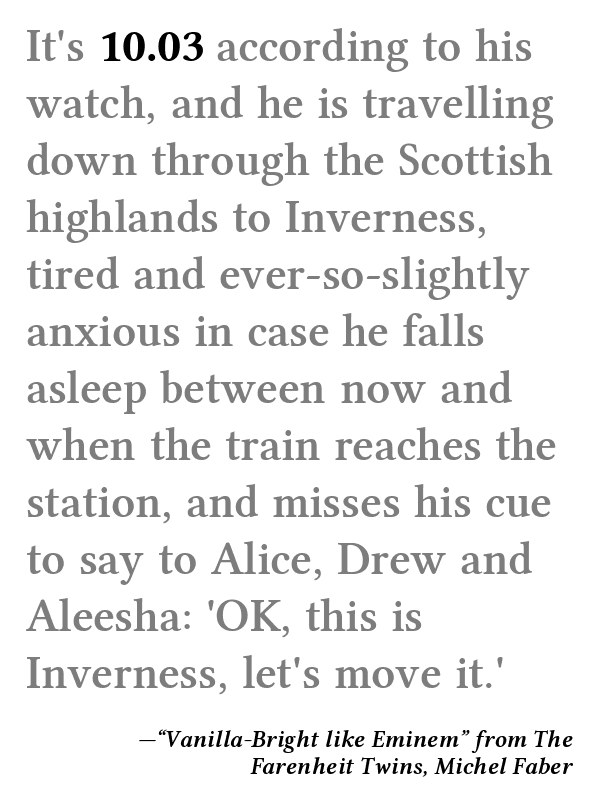 It's 10.03 according to his
watch, and he is travelling
down through the Scottish
highlands to Inverness,
tired and ever-so-slightly
anxious in case he falls
asleep between now and
when the train reaches the
station, and misses his cue
to say to Alice, Drew and
Aleesha: 'OK, this is
Inverness, let's move it.'
—“Vanilla-Bright like Eminem” from The
Farenheit Twins, Michel Faber